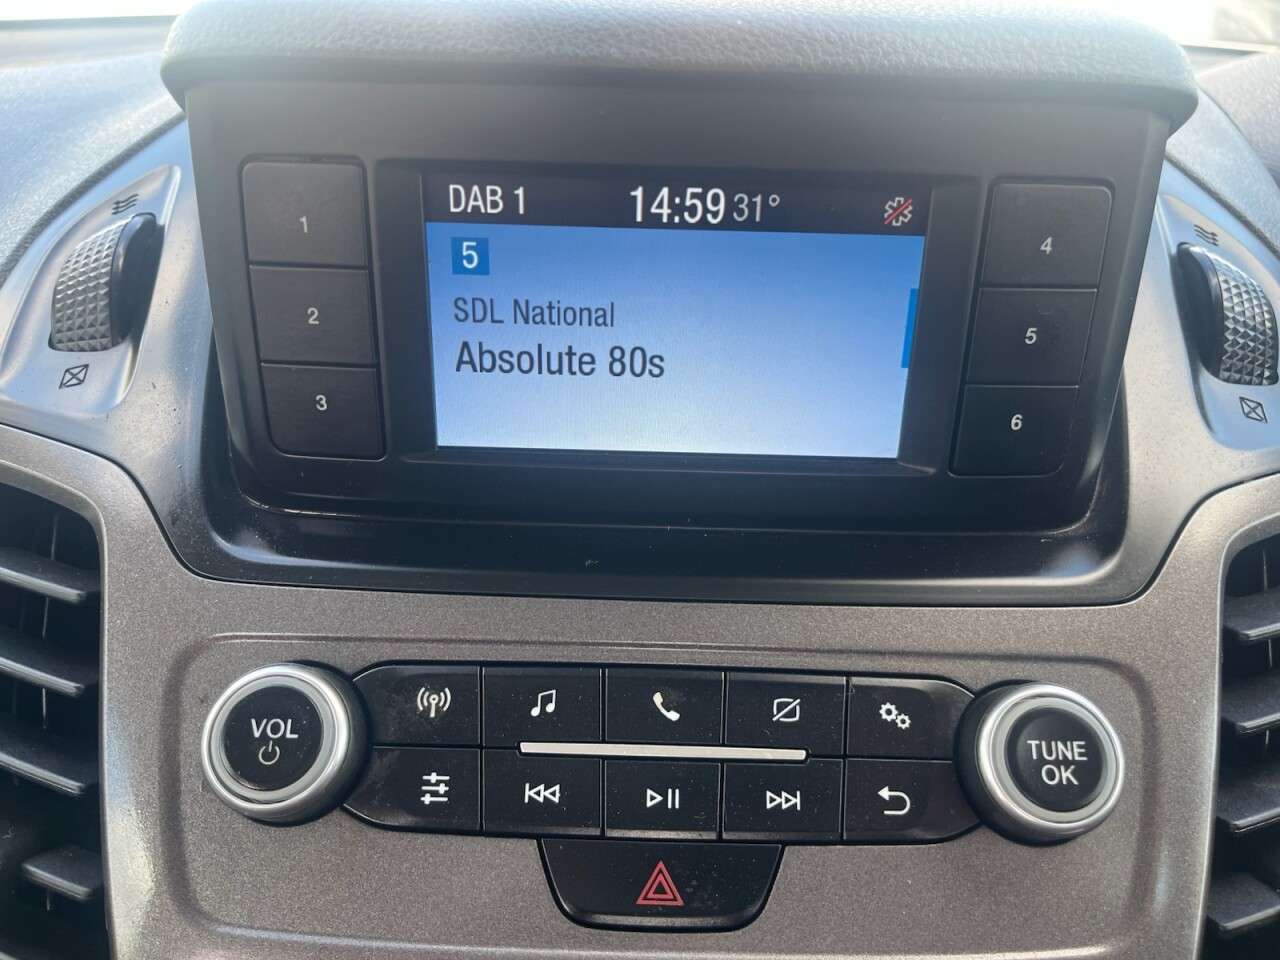 DAB 1 14:59 31°
5
SDL National
Absolute 80s
1
2
3
4
5
6
VOL
TUNE
OK